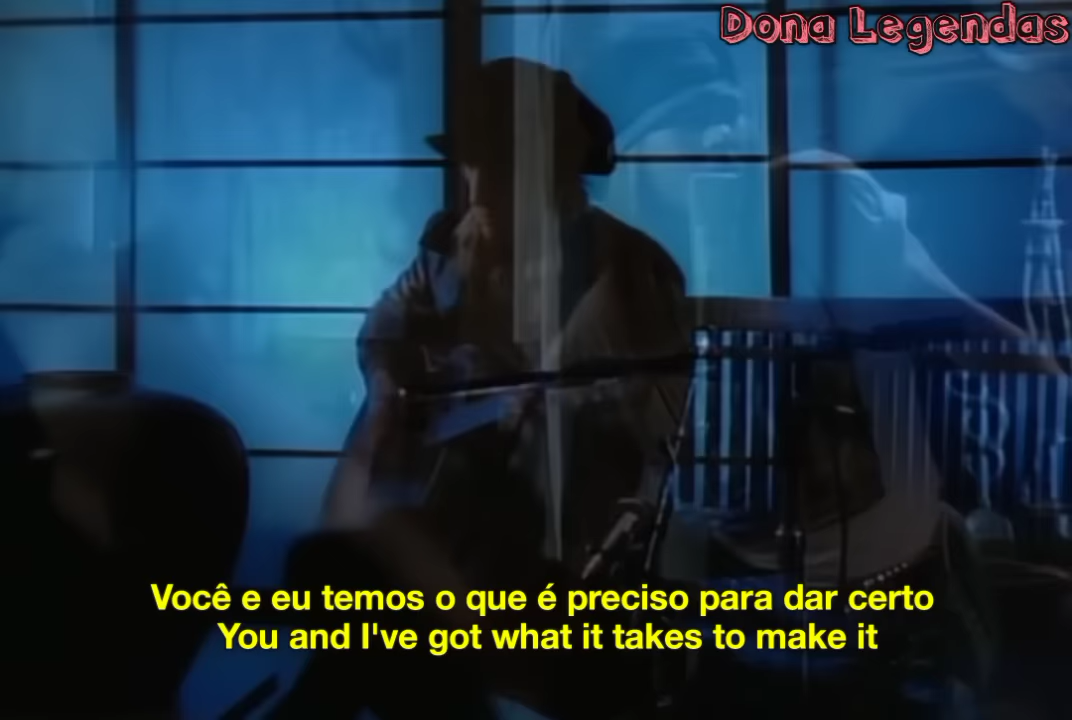 Dona Legendas
Você e eu temos o que é preciso para dar certo
You and I've got what it takes to make it